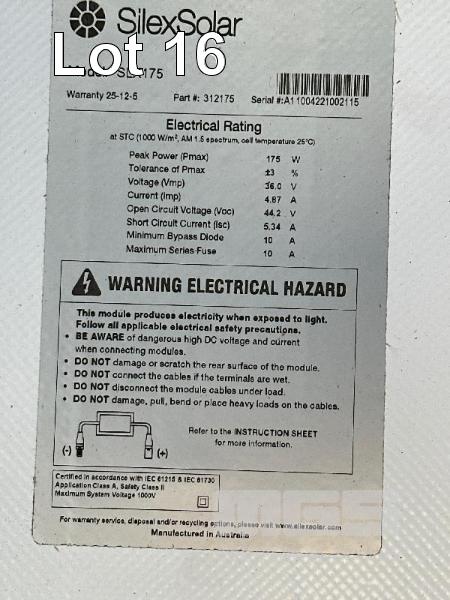 SilexSolar
Lot 16
175
Warranty 25-12-5 Part #: 312175 Serial #:A11004221002115
Electrical Rating
at STC (1000 W/m², AM 1.5 spectrum, cell temperature 25°C)
Peak Power (Pmax) 175 W
Tolerance of Pmax ±3 %
Voltage (Vmp) 36.0 V
Current (Imp) 4.87 A
Open Circuit Voltage (Voc) 44.2 V
Short Circuit Current (Isc) 5.34 A
Minimum Bypass Diode 10 A
Maximum Series Fuse 10 A
WARNING ELECTRICAL HAZARD
This module produces electricity when exposed to light.
Follow all applicable electrical safety precautions.
• BE AWARE of dangerous high DC voltage and current
when connecting modules.
• DO NOT damage or scratch the rear surface of the module.
• DO NOT connect the cables if the terminals are wet.
• DO NOT disconnect the module cables under load.
• DO NOT damage, pull, bend or place heavy loads on the cables.
(-) (+)
Refer to the INSTRUCTION SHEET
for more information.
Certified in accordance with IEC 61215 & IEC 61730
Application Class A, Safety Class II
Maximum System Voltage 1000V
For warranty service, disposal and/or recycling options, please visit www.silexsolar.com
Manufactured in Australia